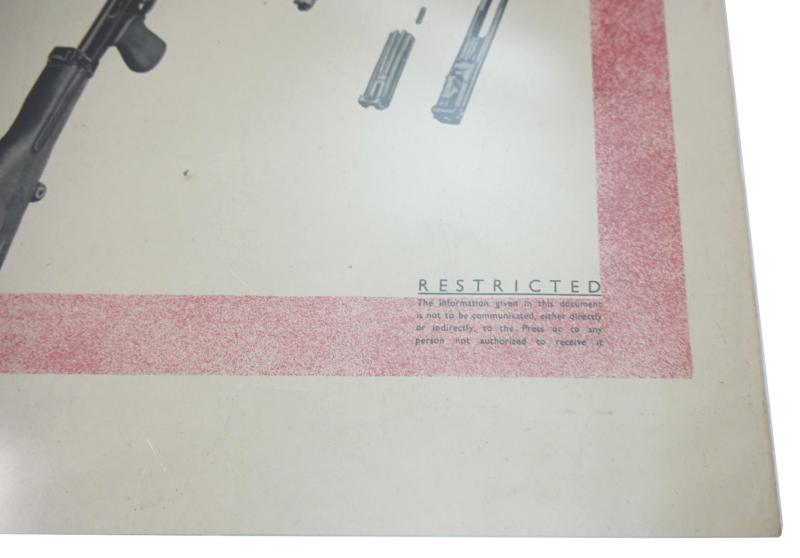 RESTRICTED
The information given in this document
is not to be communicated, either directly
or indirectly, to the Press or to any
person not authorized to receive it